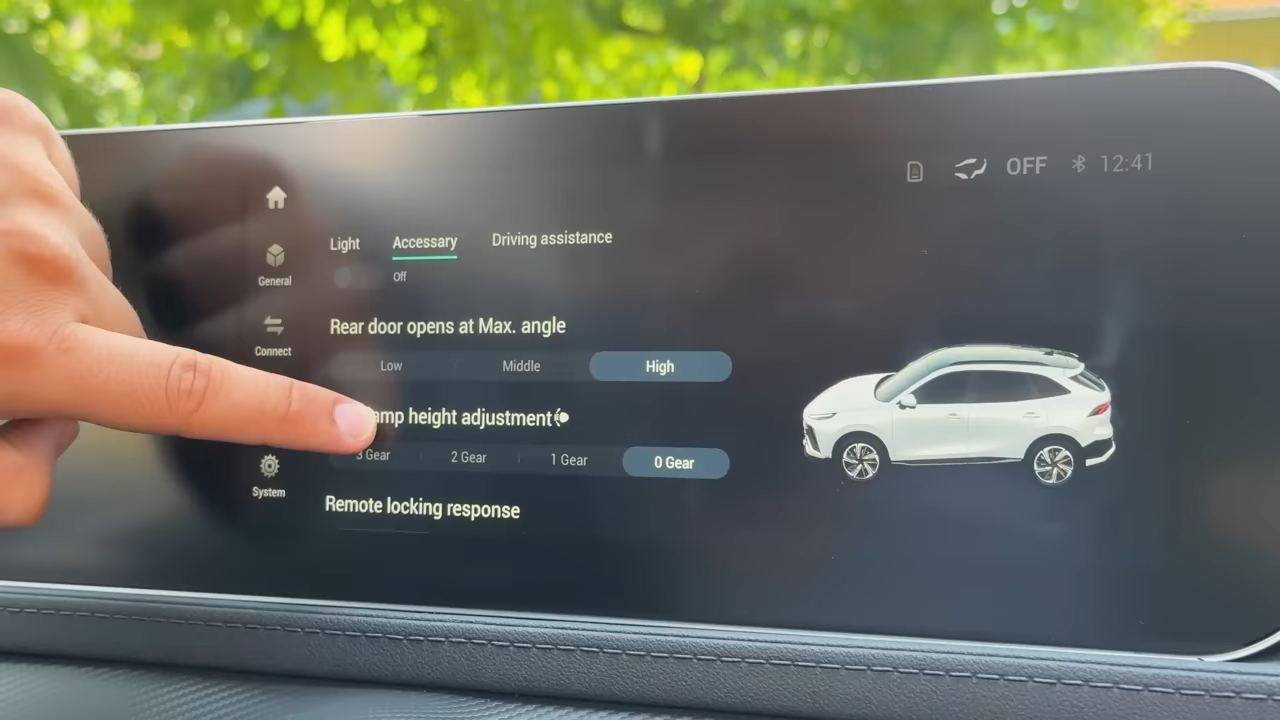 OFF 12:41
Light Accessary Driving assistance
General
Off
Rear door opens at Max. angle
Connect
Low Middle High
height adjustment
3 Gear 2 Gear 1 Gear 0 Gear
System
Remote locking response